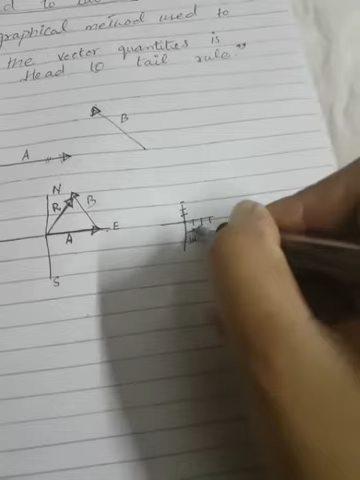 graphical method used to
the vector quantities is
Head to tail rule."
B
A
N
R B
A E
S